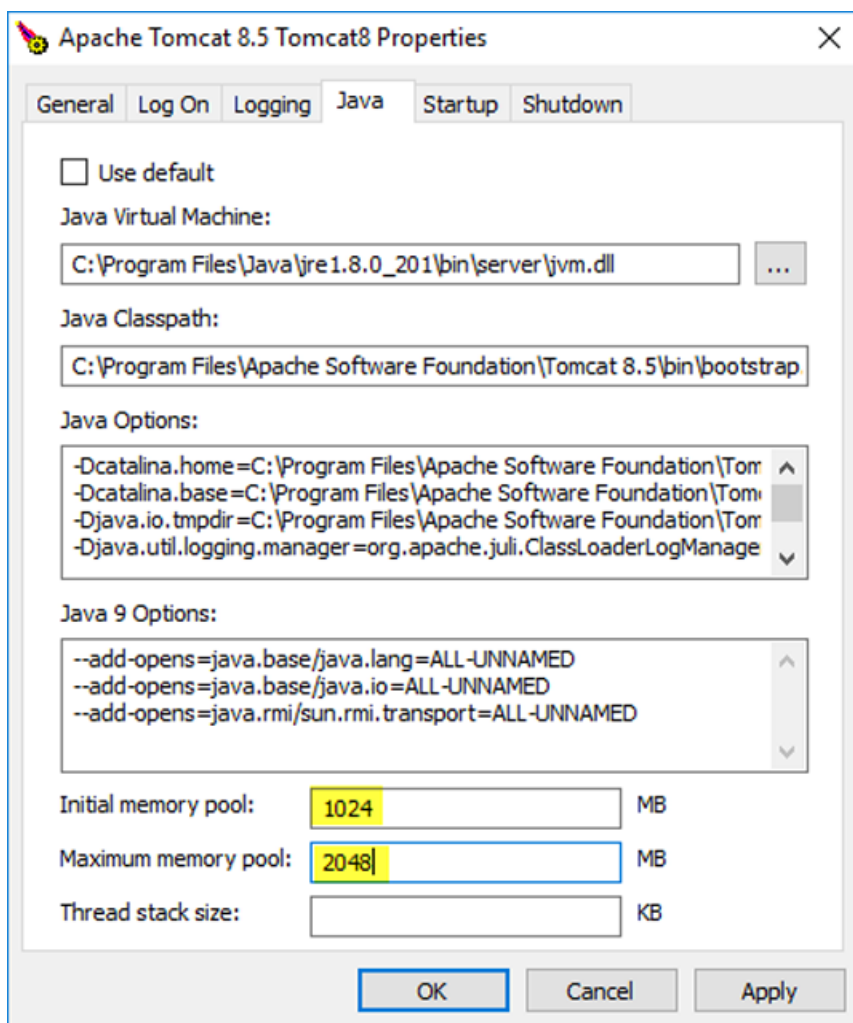 Apache Tomcat 8.5 Tomcat8 Properties
General Log On Logging Java Startup Shutdown
Use default
Java Virtual Machine:
C:\Program Files\Java\jre1.8.0_201\bin\server\jvm.dll ...
Java Classpath:
C:\Program Files\Apache Software Foundation\Tomcat 8.5\bin\bootstrap.
Java Options:
-Dcatalina.home=C:\Program Files\Apache Software Foundation\Tom
-Dcatalina.base=C:\Program Files\Apache Software Foundation\Tomc
-Djava.io.tmpdir=C:\Program Files\Apache Software Foundation\Tom
-Djava.util.logging.manager=org.apache.juli.ClassLoaderLogManager
Java 9 Options:
--add-opens=java.base/java.lang=ALL-UNNAMED
--add-opens=java.base/java.io=ALL-UNNAMED
--add-opens=java.rmi/sun.rmi.transport=ALL-UNNAMED
Initial memory pool: 1024 MB
Maximum memory pool: 2048 MB
Thread stack size: KB
OK Cancel Apply